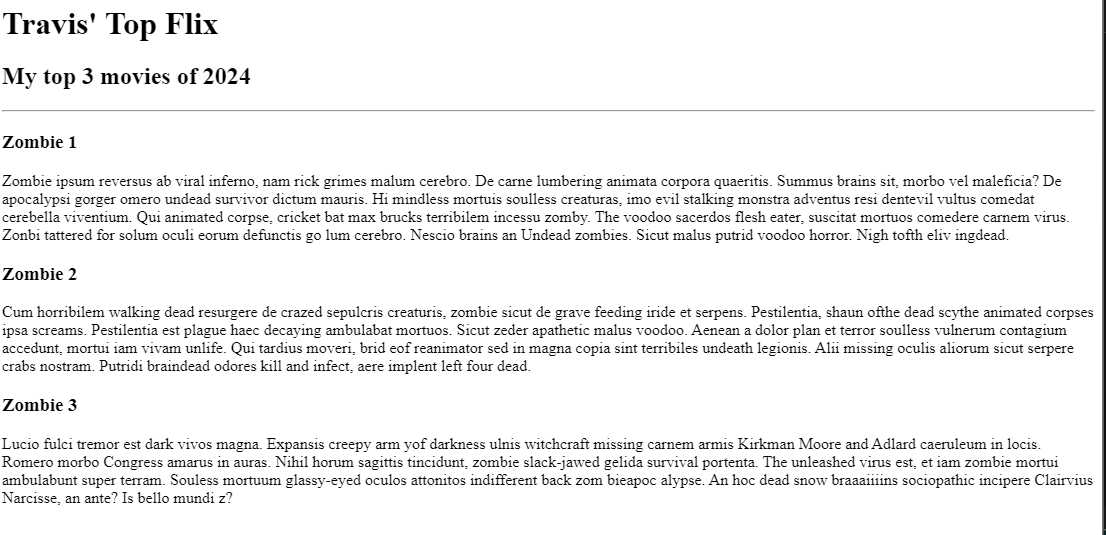 Travis' Top Flix
My top 3 movies of 2024
Zombie 1
Zombie ipsum reversus ab viral inferno, nam rick grimes malum cerebro. De carne lumbering animata corpora quaeritis. Summus brains sit, morbo vel maleficia? De
apocalypsi gorger omero undead survivor dictum mauris. Hi mindless mortuis soulless creaturas, imo evil stalking monstra adventus resi dentevil vultus comedat
cerebella viventium. Qui animated corpse, cricket bat max brucks terribilem incessu zomby. The voodoo sacerdos flesh eater, suscitat mortuos comedere carnem virus.
Zonbi tattered for solum oculi eorum defunctis go lum cerebro. Nescio brains an Undead zombies. Sicut malus putrid voodoo horror. Nigh tofth eliv ingdead.
Zombie 2
Cum horribilem walking dead resurgere de crazed sepulcris creaturis, zombie sicut de grave feeding iride et serpens. Pestilentia, shaun ofthe dead scythe animated corpses
ipsa screams. Pestilentia est plague haec decaying ambulabat mortuos. Sicut zeder apathetic malus voodoo. Aenean a dolor plan et terror soulless vulnerum contagium
accedunt, mortui iam vivam unlife. Qui tardius moveri, brid eof reanimator sed in magna copia sint terribiles undeath legionis. Alii missing oculis aliorum sicut serpere
crabs nostram. Putridi braindead odores kill and infect, aere implent left four dead.
Zombie 3
Lucio fulci tremor est dark vivos magna. Expansis creepy arm yof darkness ulnis witchcraft missing carnem armis Kirkman Moore and Adlard caeruleum in locis.
Romero morbo Congress amarus in auras. Nihil horum sagittis tincidunt, zombie slack-jawed gelida survival portenta. The unleashed virus est, et iam zombie mortui
ambulabunt super terram. Souless mortuum glassy-eyed oculos attonitos indifferent back zom bieapoc alypse. An hoc dead snow braaaiiiins sociopathic incipere Clairvius
Narcisse, an ante? Is bello mundi z?